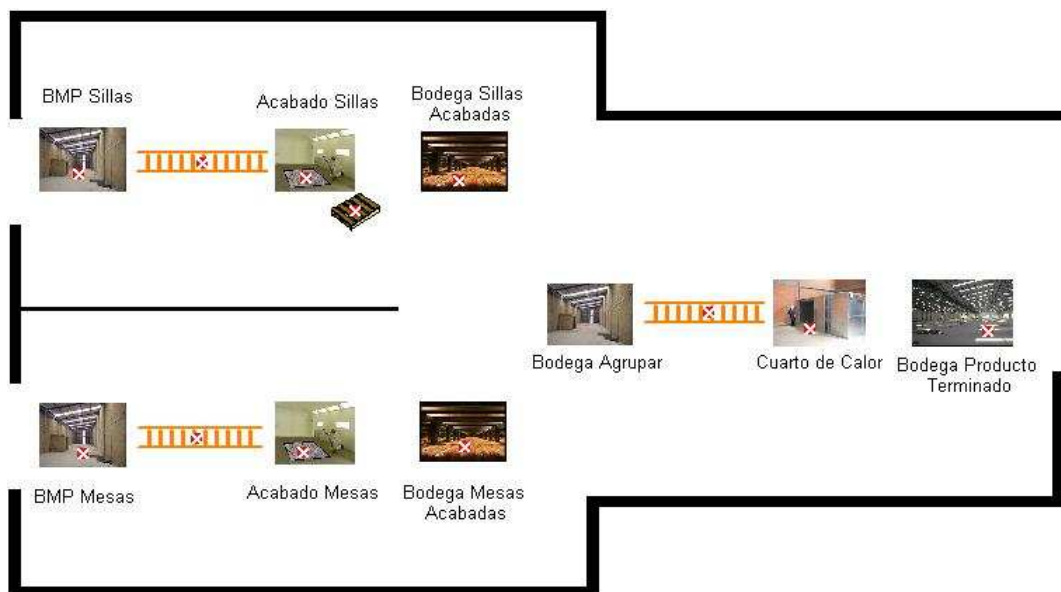 BMP Sillas
Acabado Sillas
Bodega Sillas
Acabadas
Bodega Agrupar
Cuarto de Calor
Bodega Producto
Terminado
BMP Mesas
Acabado Mesas
Bodega Mesas
Acabadas